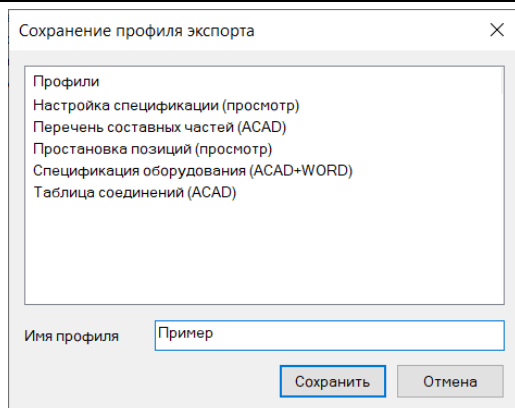 Сохранение профиля экспорта
Профили
Настройка спецификации (просмотр)
Перечень составных частей (ACAD)
Простановка позиций (просмотр)
Спецификация оборудования (ACAD+WORD)
Таблица соединений (ACAD)
Имя профиля Пример
Сохранить Отмена